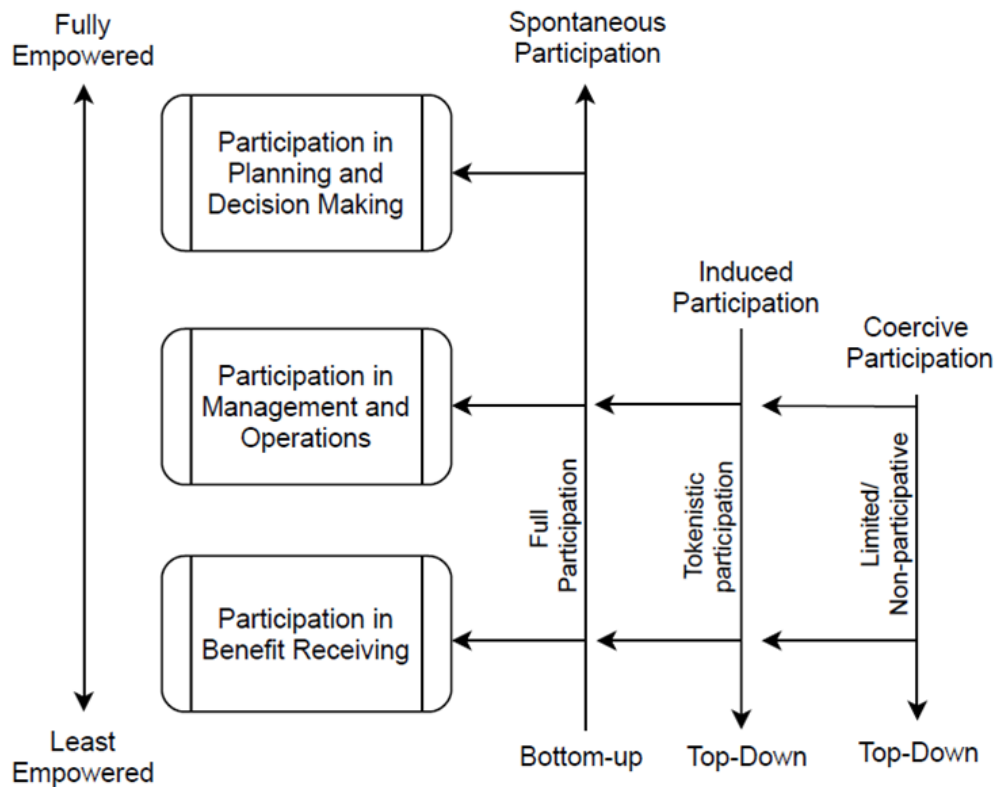 Fully
Empowered
Spontaneous
Participation
Participation in
Planning and
Decision Making
Induced
Participation
Coercive
Participation
Participation in
Management and
Operations
Full
Participation
Tokenistic
participation
Limited/
Non-participative
Participation in
Benefit Receiving
Least
Empowered
Bottom-up
Top-Down
Top-Down